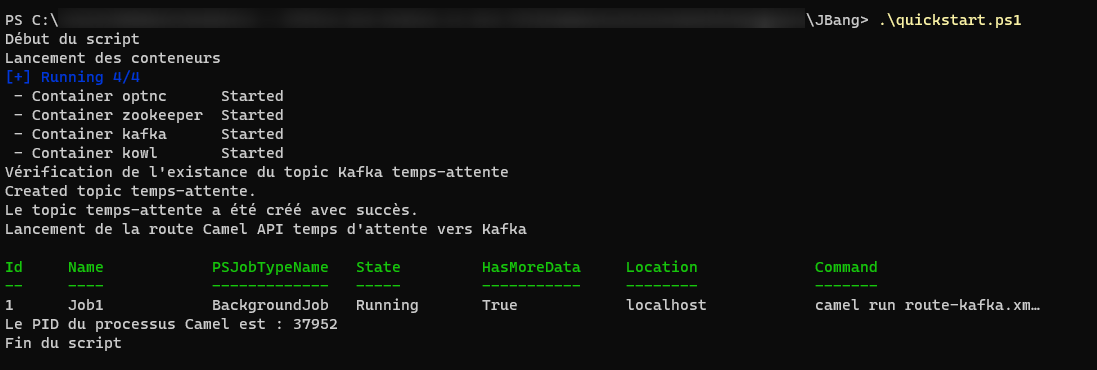 PS C:\ \JBang> .\quickstart.ps1
Début du script
Lancement des conteneurs
[+] Running 4/4
 - Container optnc      Started
 - Container zookeeper  Started
 - Container kafka      Started
 - Container kowl       Started
Vérification de l'existance du topic Kafka temps-attente
Created topic temps-attente.
Le topic temps-attente a été créé avec succès.
Lancement de la route Camel API temps d'attente vers Kafka
Id     Name            PSJobTypeName   State         HasMoreData     Location             Command
--     ----            -------------   -----         -----------     --------             -------
1      Job1            BackgroundJob   Running       True            localhost            camel run route-kafka.xm…
Le PID du processus Camel est : 37952
Fin du script